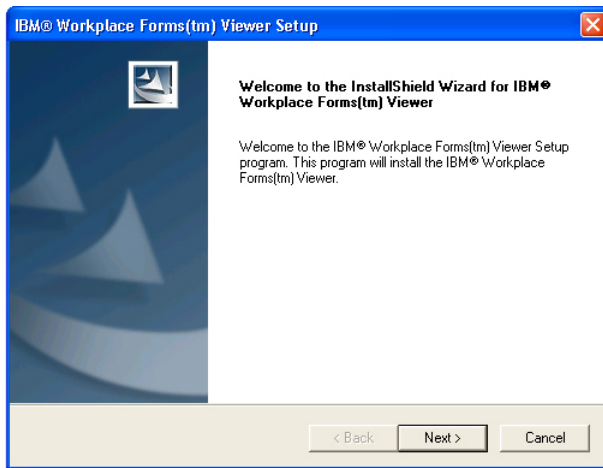 IBM® Workplace Forms(tm) Viewer Setup
Welcome to the InstallShield Wizard for IBM®
Workplace Forms(tm) Viewer
Welcome to the IBM® Workplace Forms(tm) Viewer Setup
program. This program will install the IBM® Workplace
Forms(tm) Viewer.
< Back
Next >
Cancel